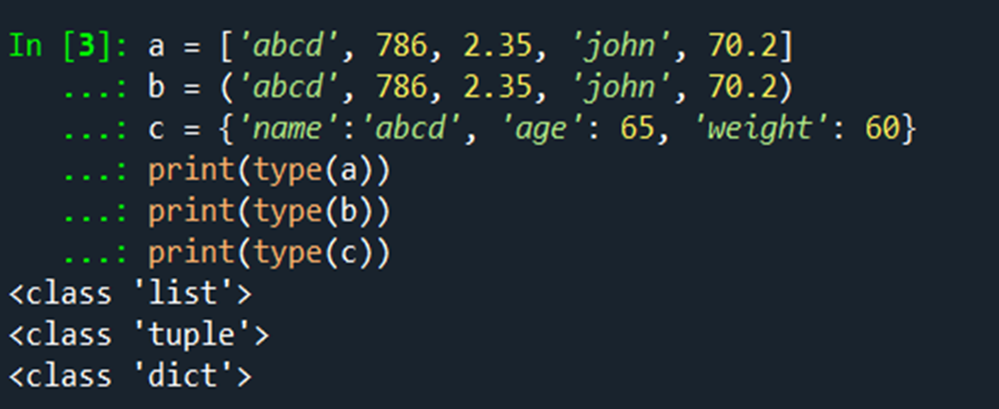 In [3]: a = ['abcd', 786, 2.35, 'john', 70.2]
...: b = ('abcd', 786, 2.35, 'john', 70.2)
...: c = {'name':'abcd', 'age': 65, 'weight': 60}
...: print(type(a))
...: print(type(b))
...: print(type(c))
<class 'list'>
<class 'tuple'>
<class 'dict'>